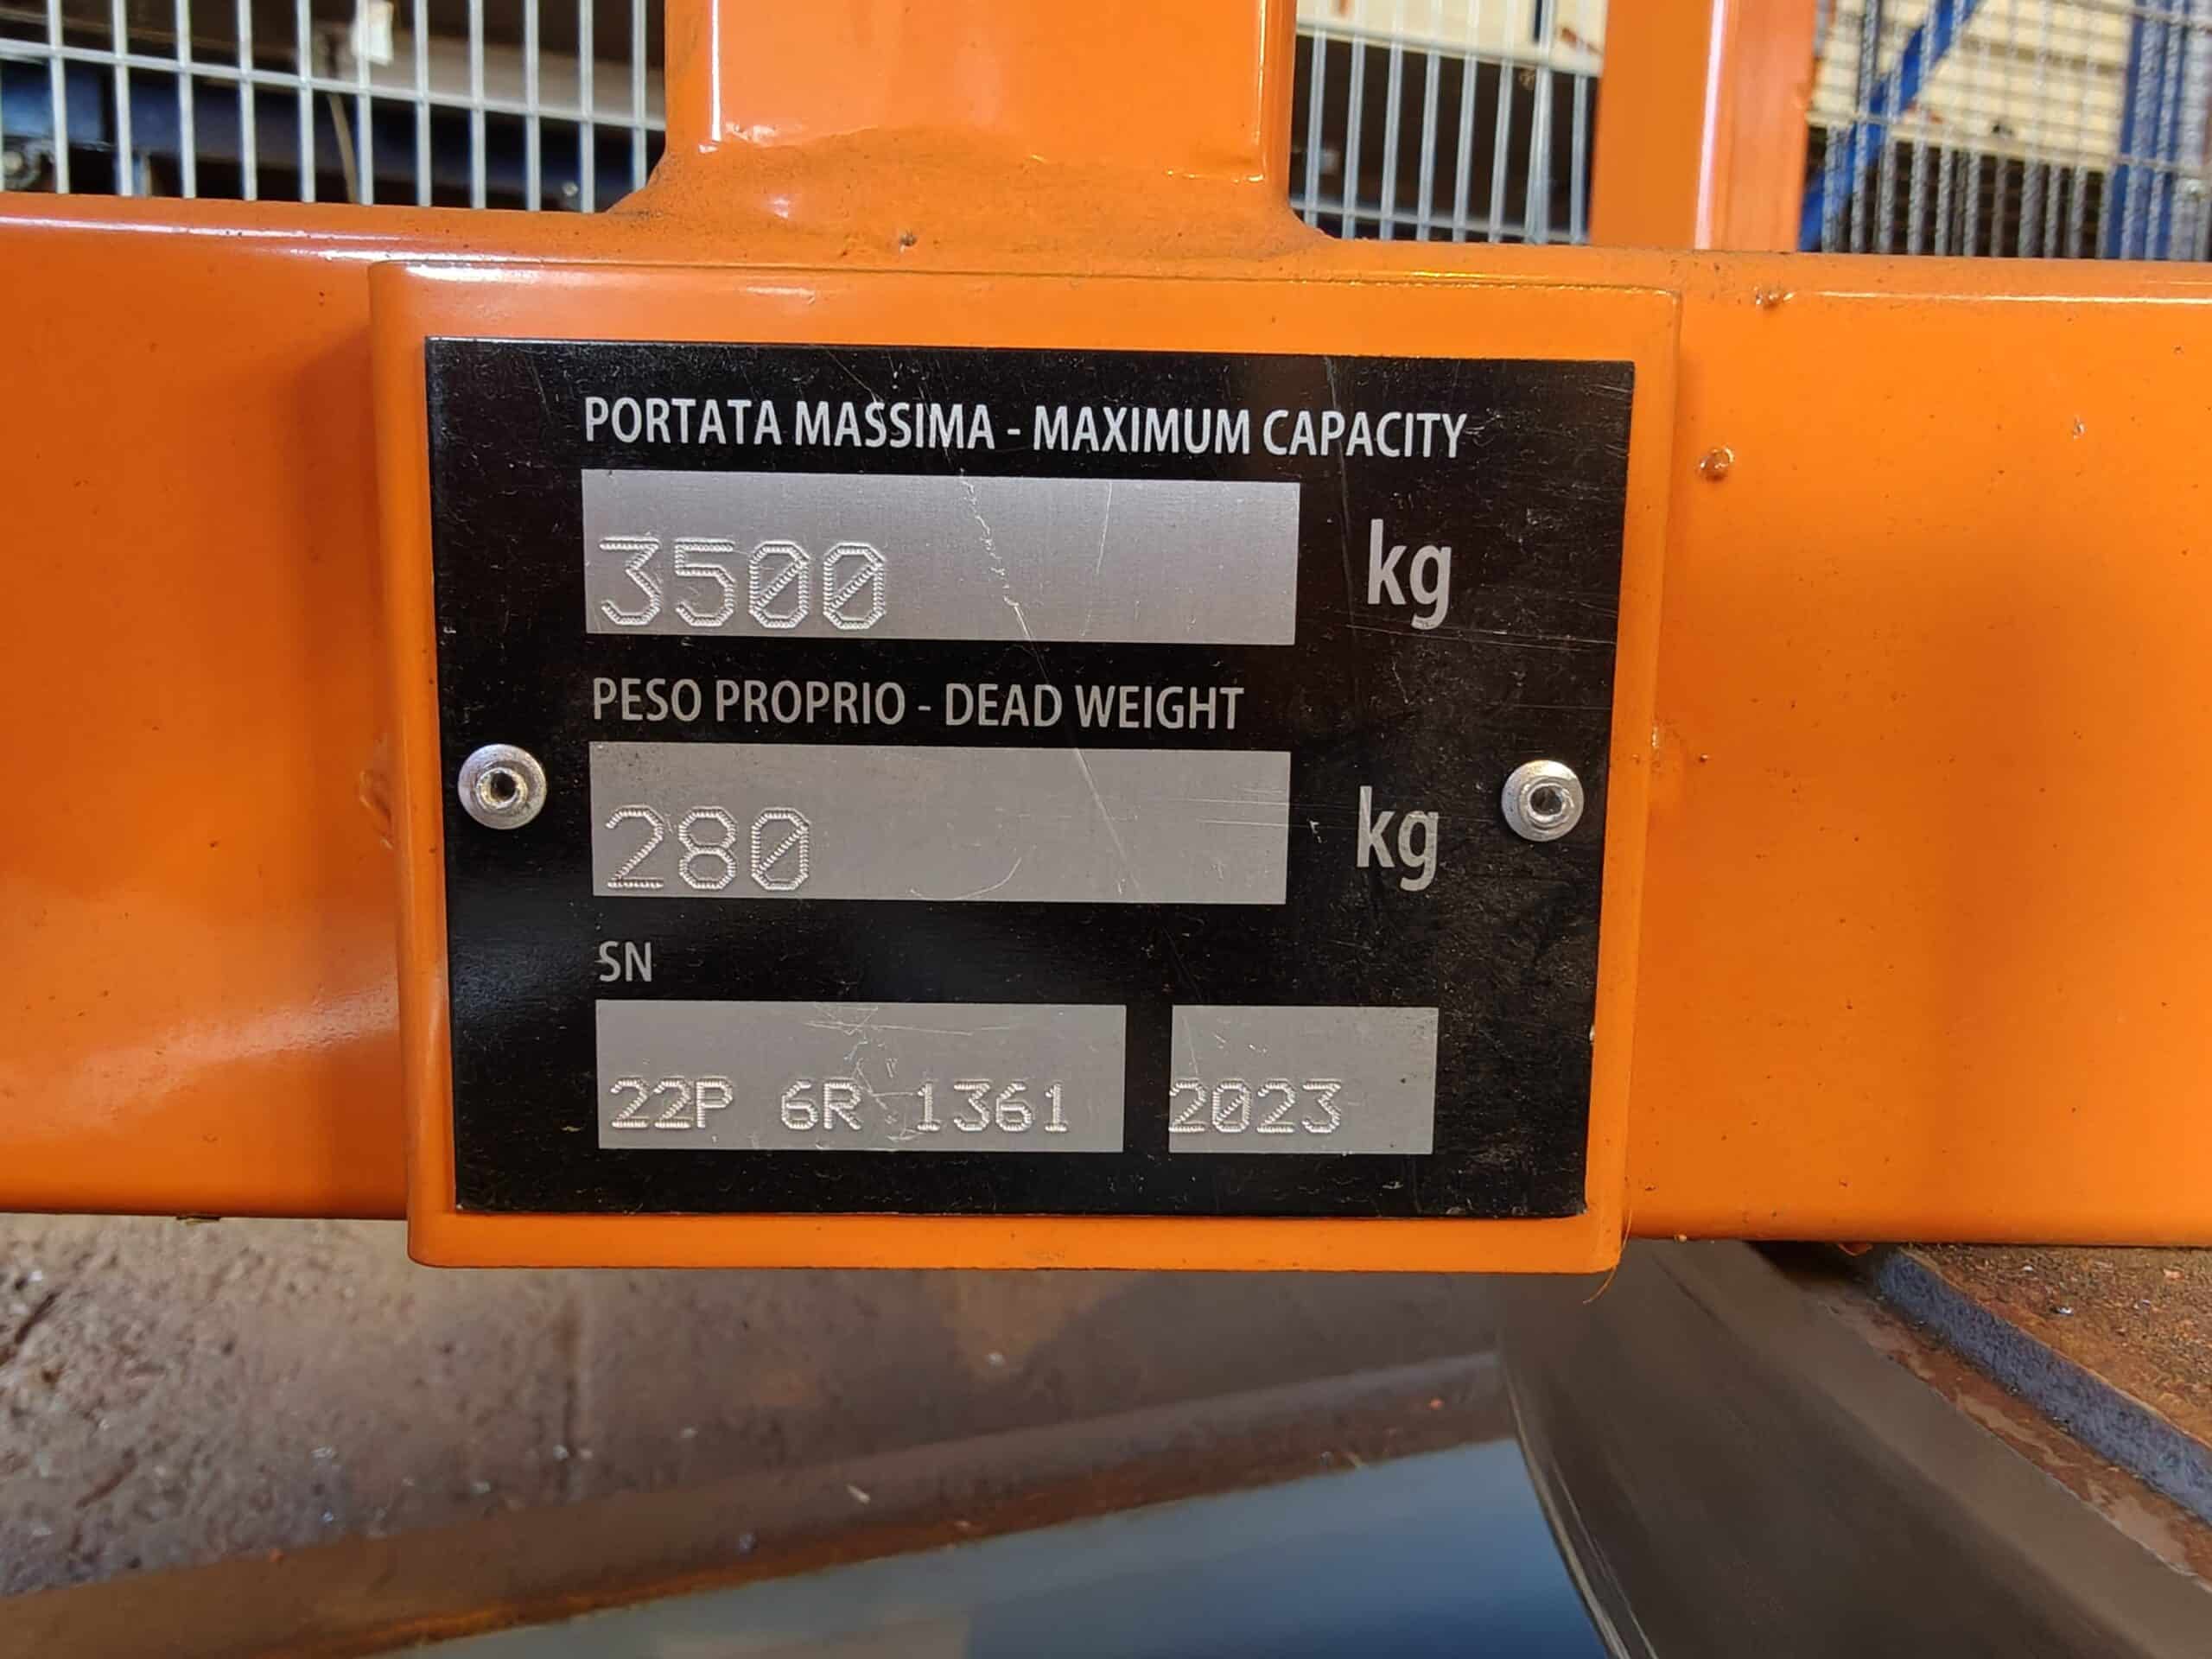 PORTATA MASSIMA - MAXIMUM CAPACITY
3500 kg
PESO PROPRIO - DEAD WEIGHT
280 kg
SN
22P 6R 1361 2023